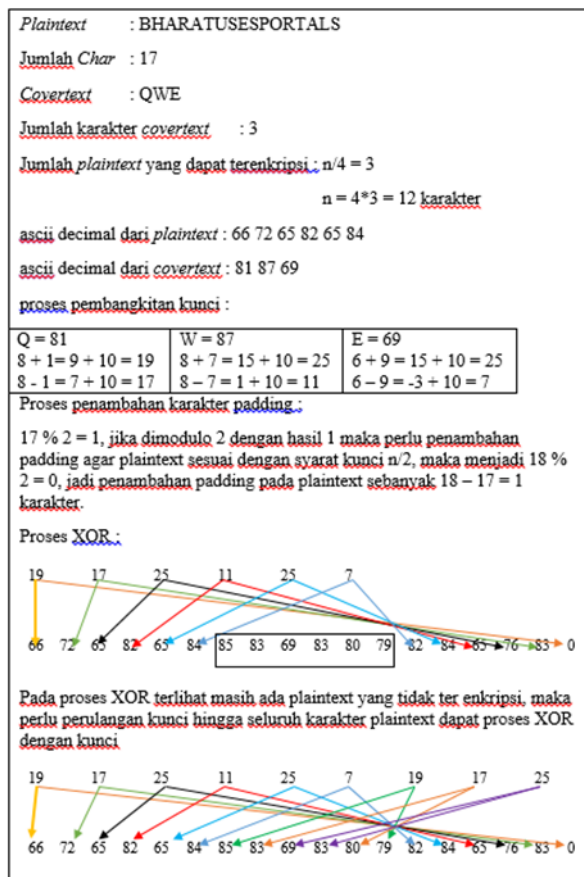 Plaintext : BHARATUSESPORTALS
Jumlah Char : 17
Covertext : QWE
Jumlah karakter covertext : 3
Jumlah plaintext yang dapat terenkripsi : n/4 = 3
n = 4*3 = 12 karakter
ascii decimal dari plaintext : 66 72 65 82 65 84
ascii decimal dari covertext : 81 87 69
proses pembangkitan kunci :
Q = 81 W = 87 E = 69
8 + 1= 9 + 10 = 19 8 + 7 = 15 + 10 = 25 6 + 9 = 15 + 10 = 25
8 - 1 = 7 + 10 = 17 8 – 7 = 1 + 10 = 11 6 – 9 = -3 + 10 = 7
Proses penambahan karakter padding :
17 % 2 = 1, jika dimodulo 2 dengan hasil 1 maka perlu penambahan
padding agar plaintext sesuai dengan syarat kunci n/2, maka menjadi 18 %
2 = 0, jadi penambahan padding pada plaintext sebanyak 18 – 17 = 1
karakter.
Proses XOR :
19 17 25 11 25 7
66 72 65 82 65 84 85 83 69 83 80 79 82 84 65 76 83 0
Pada proses XOR terlihat masih ada plaintext yang tidak ter enkripsi, maka
perlu perulangan kunci hingga seluruh karakter plaintext dapat proses XOR
dengan kunci
19 17 25 11 25 7 19 17 25
66 72 65 82 65 84 85 83 69 83 80 79 82 84 65 76 83 0